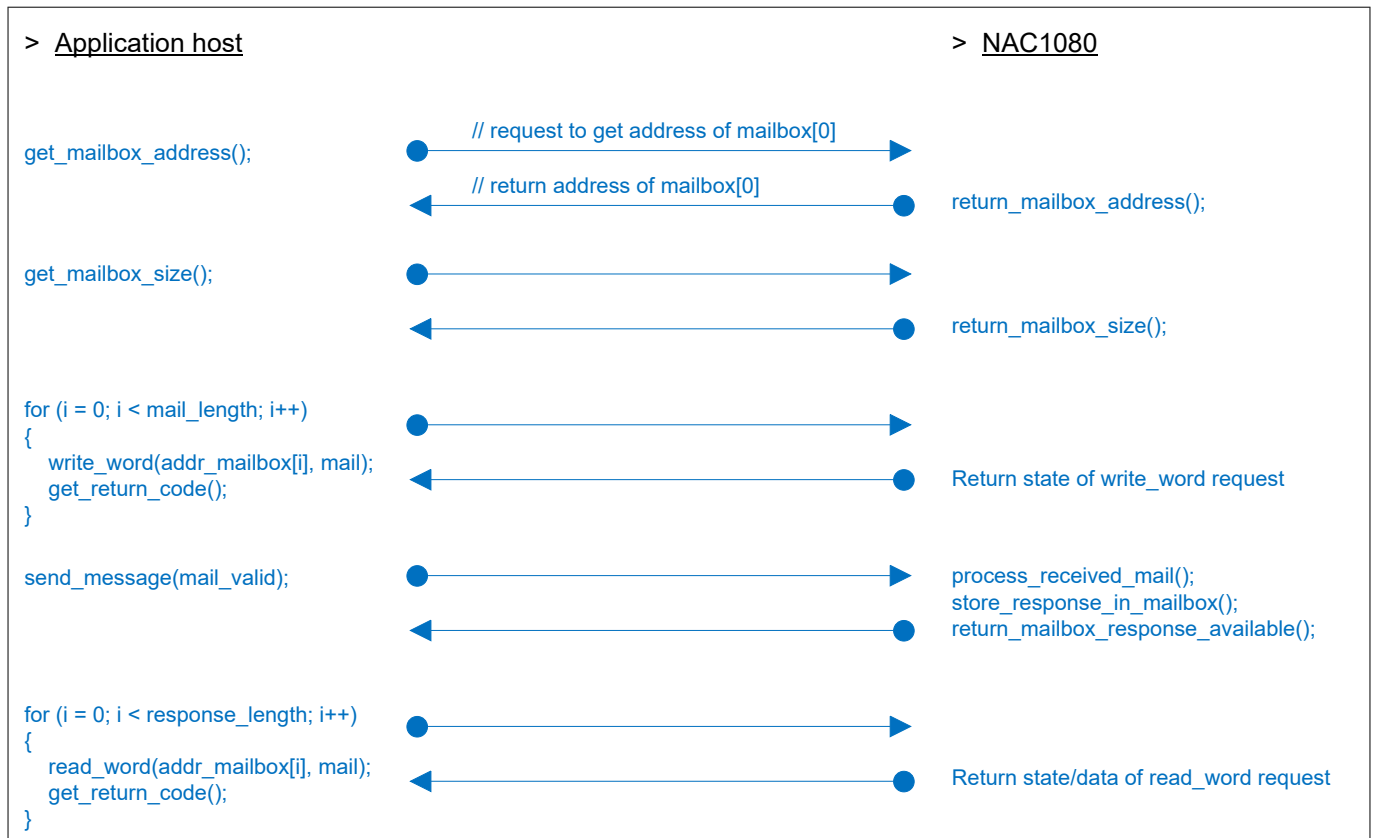 > Application host
> NAC1080
// request to get address of mailbox[0]
get_mailbox_address();
// return address of mailbox[0]
return_mailbox_address();
get_mailbox_size();
return_mailbox_size();
for (i = 0; i < mail_length; i++)
{
write_word(addr_mailbox[i], mail);
Return state of write_word request
get_return_code();
}
send_message(mail_valid);
process_received_mail();
store_response_in_mailbox();
return_mailbox_response_available();
for (i = 0; i < response_length; i++)
{
read_word(addr_mailbox[i], mail);
Return state/data of read_word request
get_return_code();
}